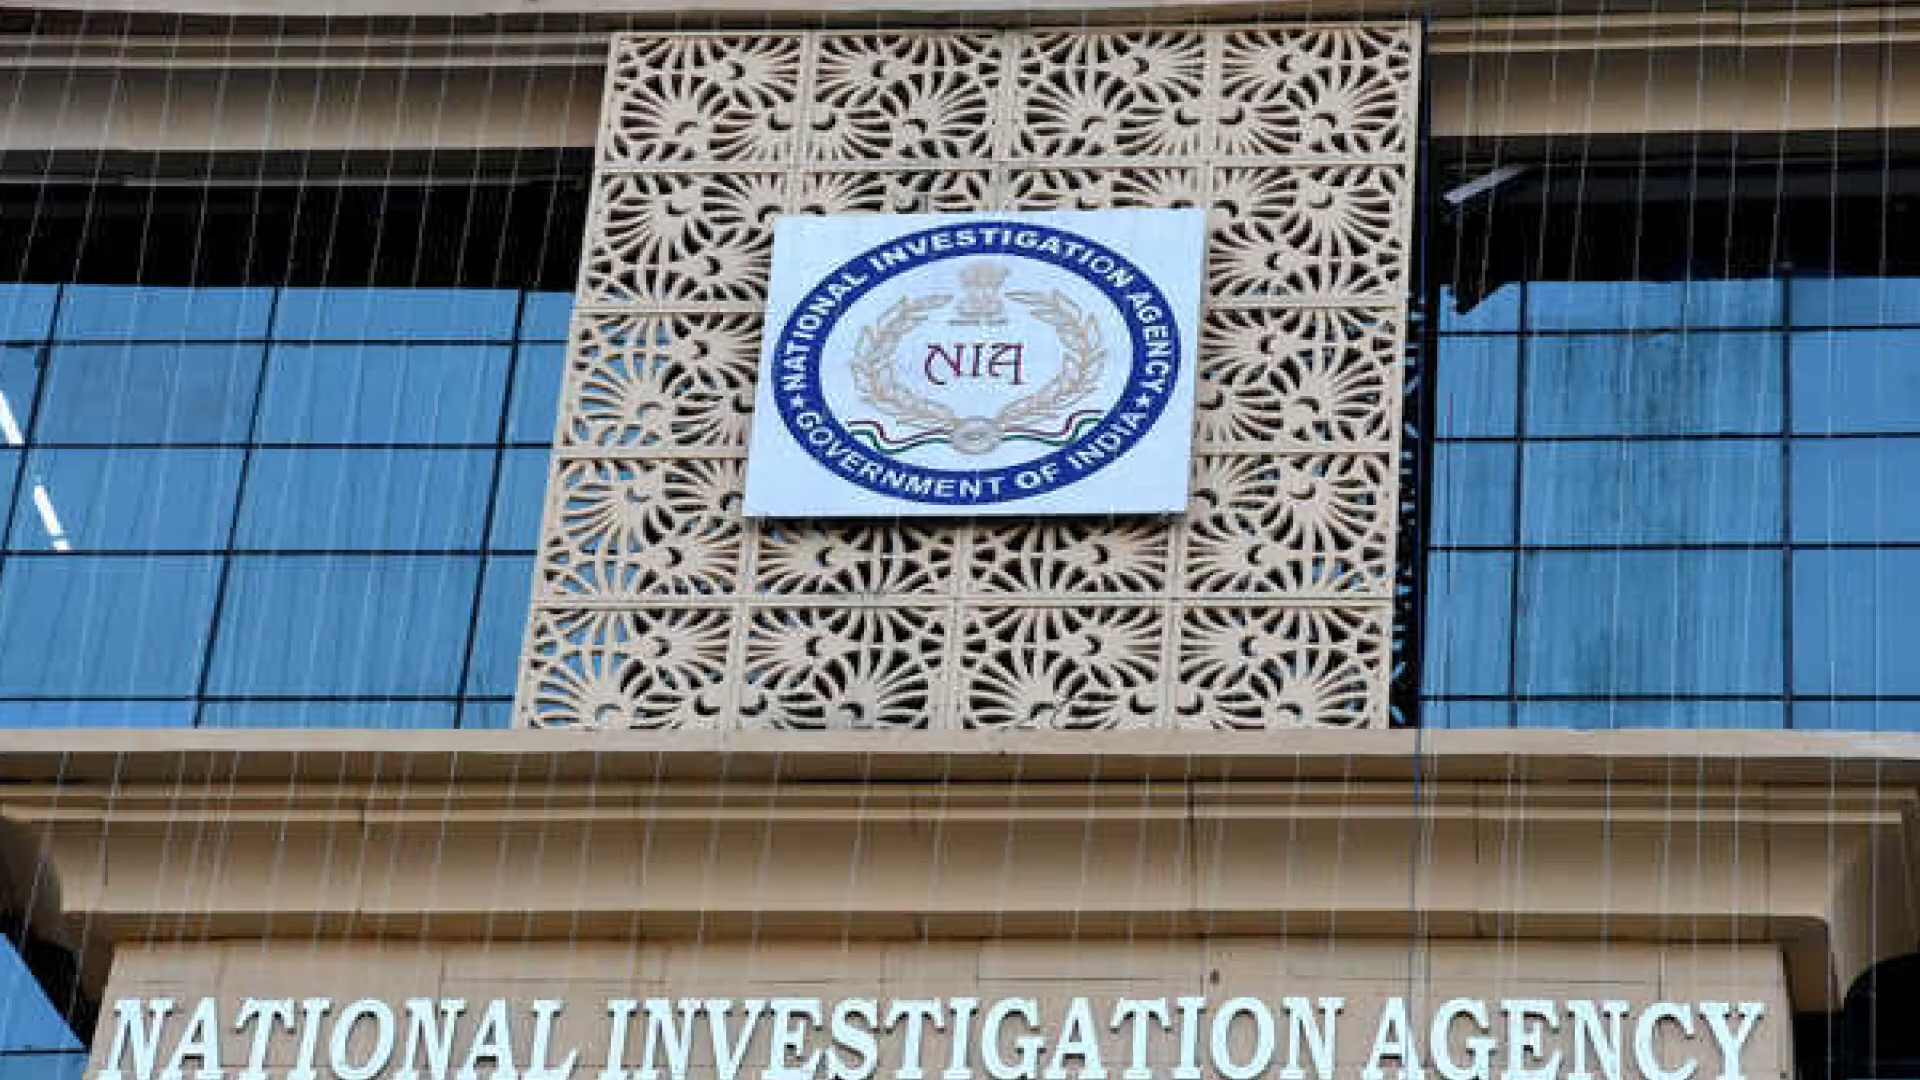 ★ NATIONAL INVESTIGATION AGENCY ★
NIA
GOVERNMENT OF INDIA
NATIONAL INVESTIGATION AGENCY